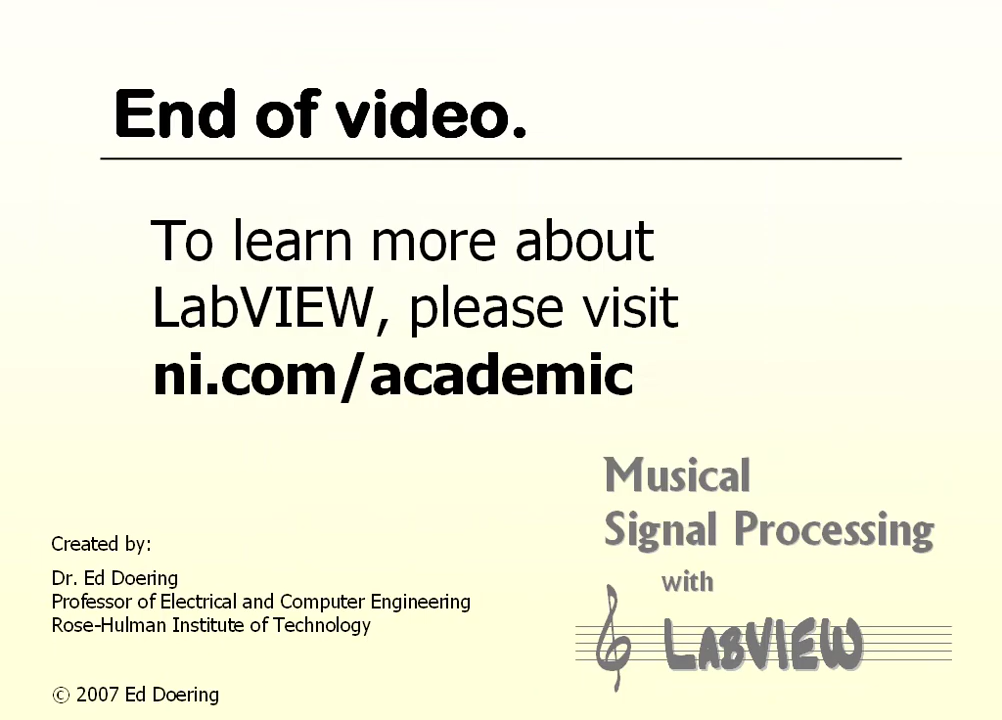 End of video.
To learn more about
LabVIEW, please visit
ni.com/academic
Musical
Signal Processing
with
LabVIEW
Created by:
Dr. Ed Doering
Professor of Electrical and Computer Engineering
Rose-Hulman Institute of Technology
© 2007 Ed Doering